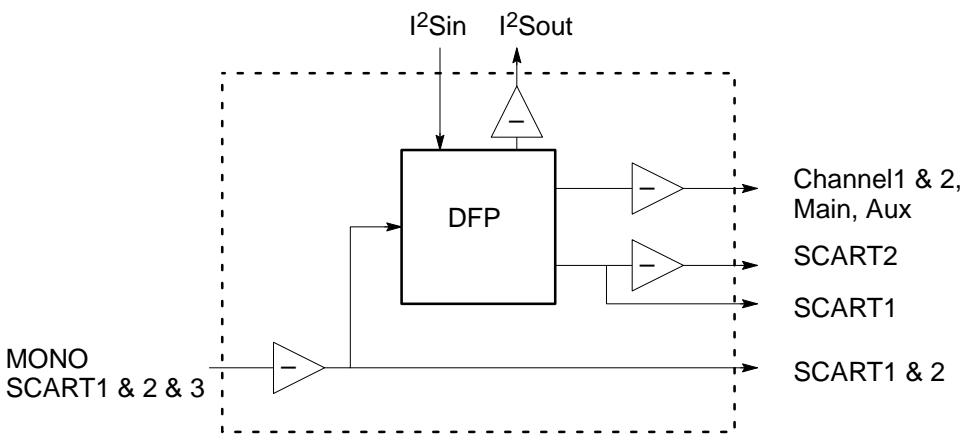 I²Sin
I²Sout
Channel1 & 2,
Main, Aux
DFP
SCART2
SCART1
MONO
SCART1 & 2 & 3
SCART1 & 2